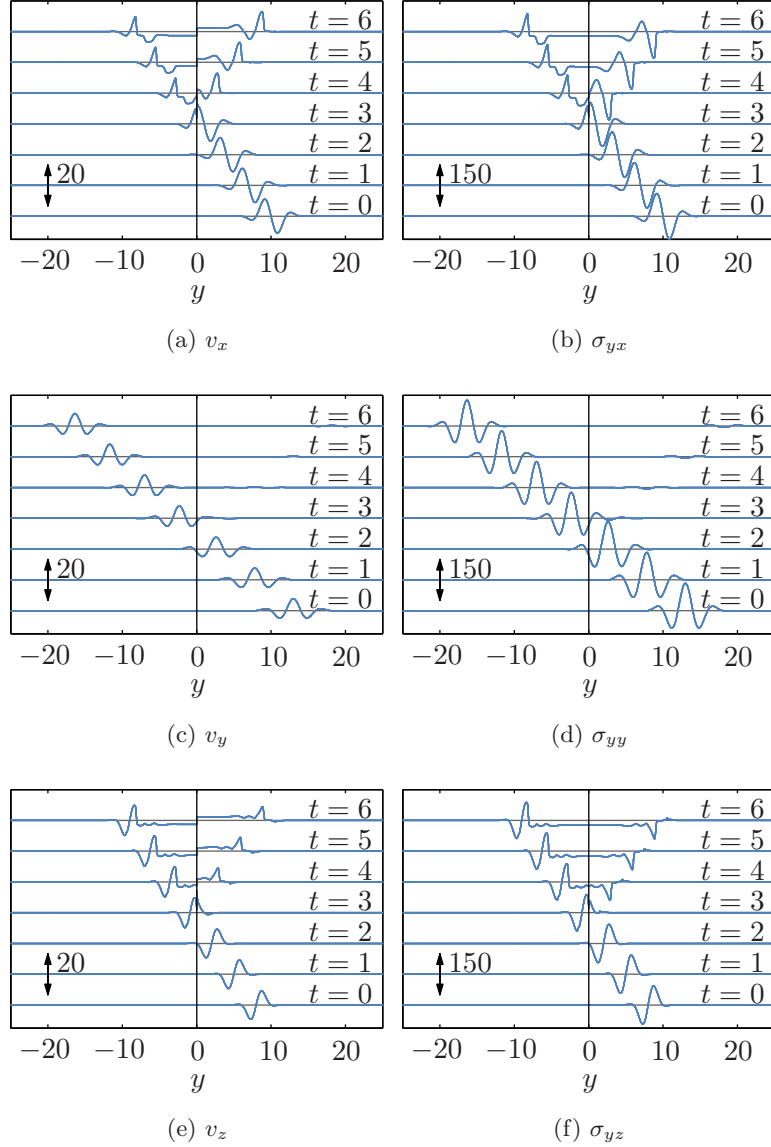 t = 6 t = 6
t = 5 t = 5
t = 4 t = 4
t = 3 t = 3
t = 2 t = 2
20 t = 1 150 t = 1
t = 0 t = 0
−20 −10 0 10 20 −20 −10 0 10 20
y y
(a) v_x (b) σ_yx
t = 6 t = 6
t = 5 t = 5
t = 4 t = 4
t = 3 t = 3
t = 2 t = 2
20 t = 1 150 t = 1
t = 0 t = 0
−20 −10 0 10 20 −20 −10 0 10 20
y y
(c) v_y (d) σ_yy
t = 6 t = 6
t = 5 t = 5
t = 4 t = 4
t = 3 t = 3
t = 2 t = 2
20 t = 1 150 t = 1
t = 0 t = 0
−20 −10 0 10 20 −20 −10 0 10 20
y y
(e) v_z (f) σ_yz